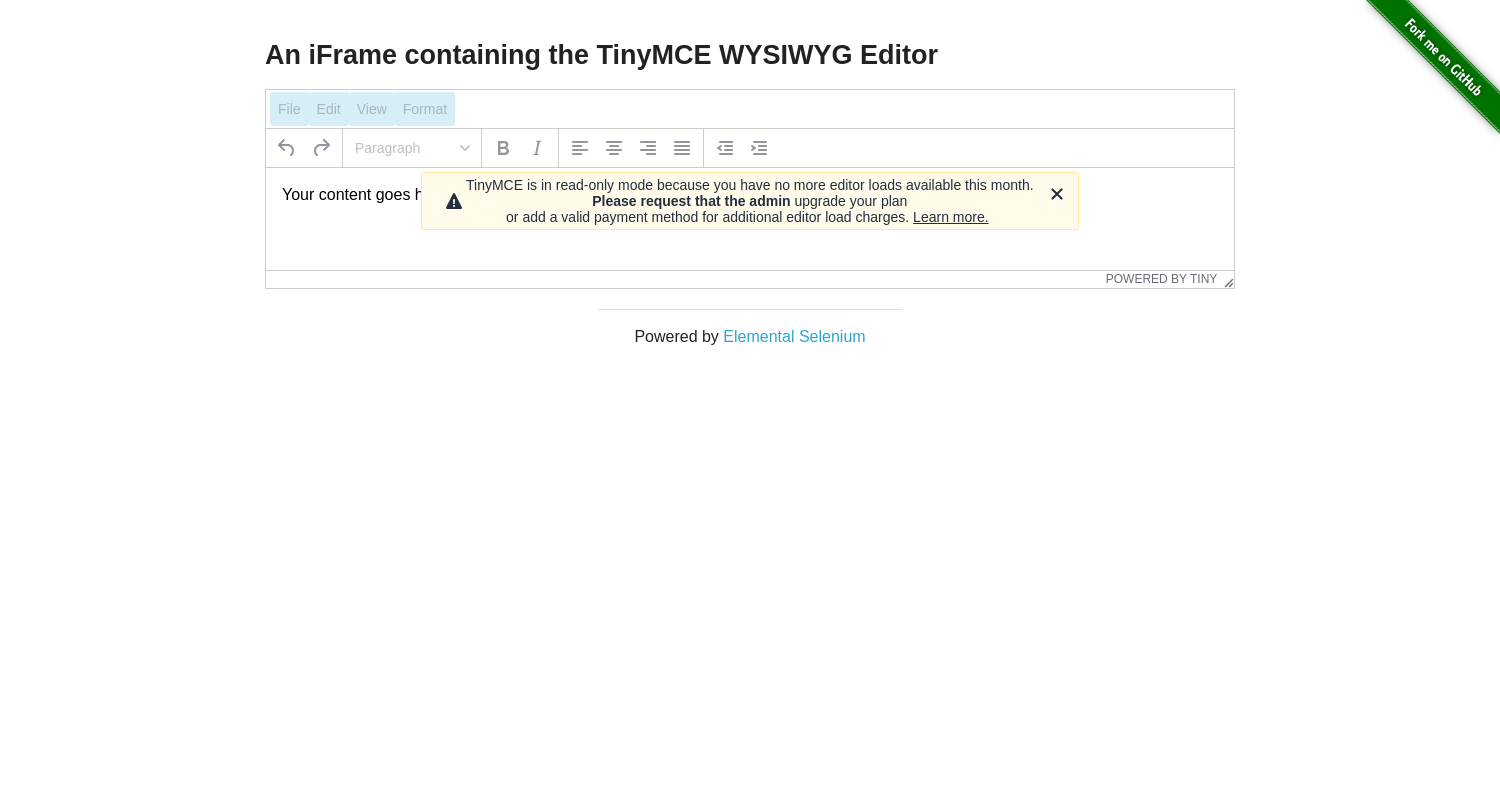 Fork me on GitHub
An iFrame containing the TinyMCE WYSIWYG Editor
File Edit View Format
Paragraph B I
Your content goes
TinyMCE is in read-only mode because you have no more editor loads available this month.
Please request that the admin upgrade your plan
or add a valid payment method for additional editor load charges. Learn more.
POWERED BY TINY
Powered by Elemental Selenium